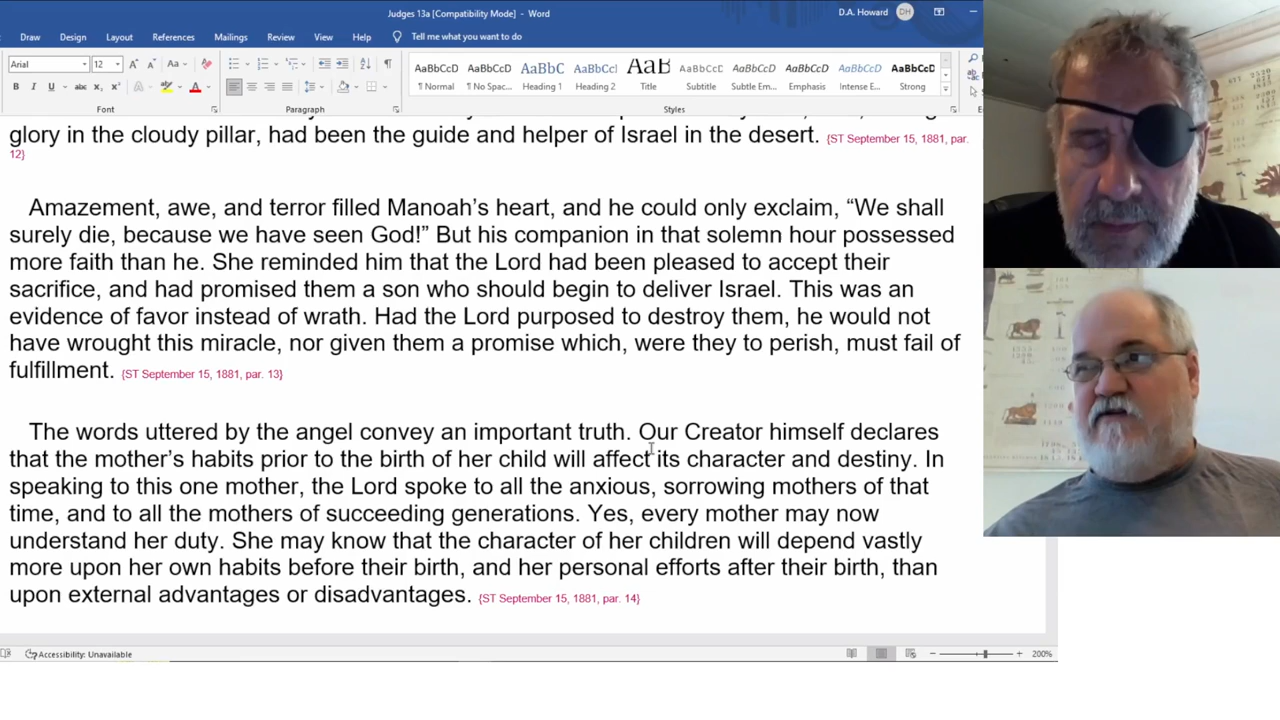 Judges 13a [Compatibility Mode] - Word
D.A. Howard
DH
Draw Design Layout References Mailings Review View Help Tell me what you want to do
Arial 12
AaBbCcD AaBbCcD AaBbC AaBbCcI AaB AaBbCcD AaBbCcD AaBbCcD AaBbCcD AaBbCcD
¶ Normal ¶ No Spac... Heading 1 Heading 2 Title Subtitle Subtle Em... Emphasis Intense E... Strong
Font Paragraph Styles
glory in the cloudy pillar, had been the guide and helper of Israel in the desert. {ST September 15, 1881, par.
12}
Amazement, awe, and terror filled Manoah’s heart, and he could only exclaim, “We shall
surely die, because we have seen God!” But his companion in that solemn hour possessed
more faith than he. She reminded him that the Lord had been pleased to accept their
sacrifice, and had promised them a son who should begin to deliver Israel. This was an
evidence of favor instead of wrath. Had the Lord purposed to destroy them, he would not
have wrought this miracle, nor given them a promise which, were they to perish, must fail of
fulfillment. {ST September 15, 1881, par. 13}
The words uttered by the angel convey an important truth. Our Creator himself declares
that the mother’s habits prior to the birth of her child will affect its character and destiny. In
speaking to this one mother, the Lord spoke to all the anxious, sorrowing mothers of that
time, and to all the mothers of succeeding generations. Yes, every mother may now
understand her duty. She may know that the character of her children will depend vastly
more upon her own habits before their birth, and her personal efforts after their birth, than
upon external advantages or disadvantages. {ST September 15, 1881, par. 14}
Accessibility: Unavailable
200%